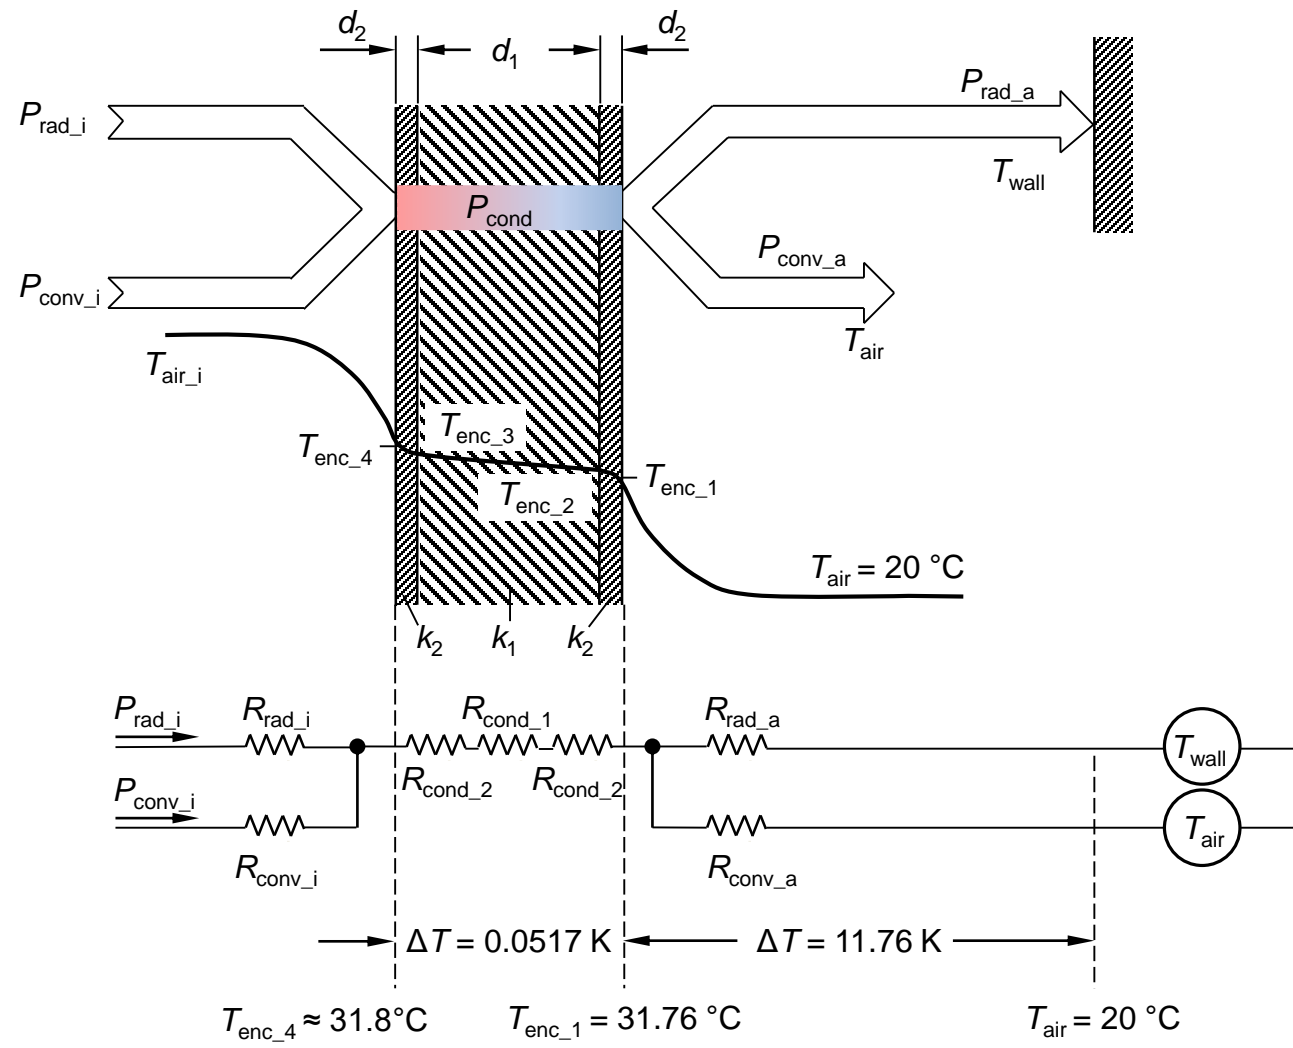 d2 d1 d2
Prad_i
Prad_a
Twall
Pcond
Pconv_i
Pconv_a
Tair
Tair_i
Tenc_3
Tenc_4
Tenc_1
Tenc_2
Tair = 20 °C
k2 k1 k2
Prad_i Rrad_i Rcond_1 Rrad_a
Twall
Rcond_2 Rcond_2
Pconv_i
Tair
Rconv_i Rconv_a
ΔT = 0.0517 K ΔT = 11.76 K
Tenc_4 ≈ 31.8°C Tenc_1 = 31.76 °C Tair = 20 °C